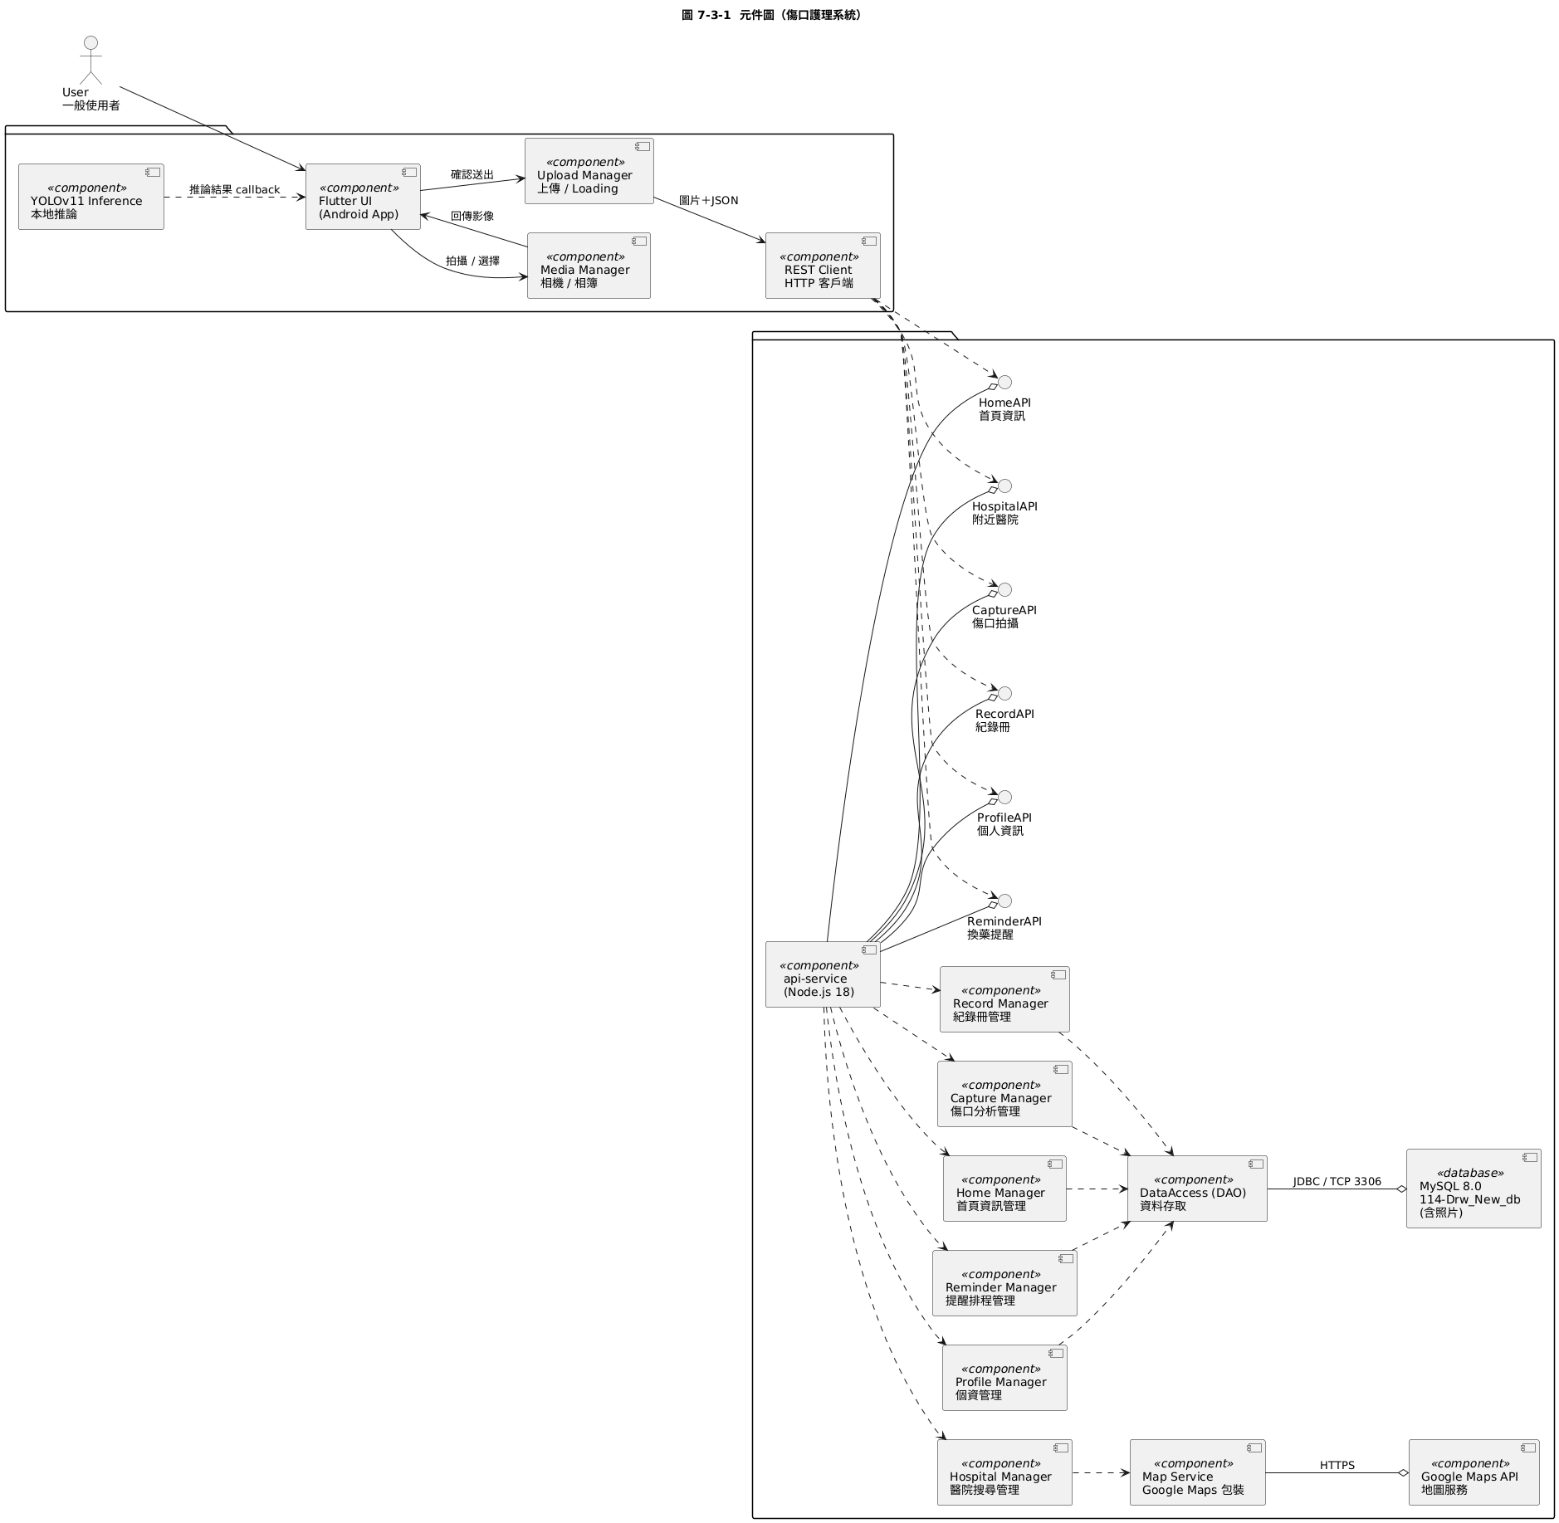 圖 7-3-1 元件圖（傷口護理系統）
User
一般使用者
«component»
YOLOv11 Inference
本地推論
推論結果 callback
«component»
Flutter UI
(Android App)
確認送出
回傳影像
拍攝 / 選擇
«component»
Upload Manager
上傳 / Loading
«component»
Media Manager
相機 / 相簿
圖片＋JSON
«component»
REST Client
HTTP 客戶端
HomeAPI
首頁資訊
HospitalAPI
附近醫院
CaptureAPI
傷口拍攝
RecordAPI
紀錄冊
ProfileAPI
個人資訊
ReminderAPI
換藥提醒
«component»
api-service
(Node.js 18)
«component»
Record Manager
紀錄冊管理
«component»
Capture Manager
傷口分析管理
«component»
Home Manager
首頁資訊管理
«component»
Reminder Manager
提醒排程管理
«component»
Profile Manager
個資管理
«component»
Hospital Manager
醫院搜尋管理
«component»
DataAccess (DAO)
資料存取
JDBC / TCP 3306
«database»
MySQL 8.0
114-Drw_New_db
(含照片)
«component»
Map Service
Google Maps 包裝
HTTPS
«component»
Google Maps API
地圖服務